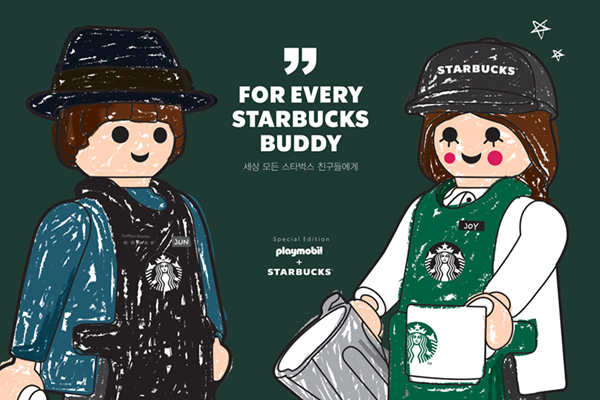 FOR EVERY
STARBUCKS
BUDDY
세상 모든 스타벅스 친구들에게
Special Edition
playmobil
+
STARBUCKS
STARBUCKS
JUN
JOY